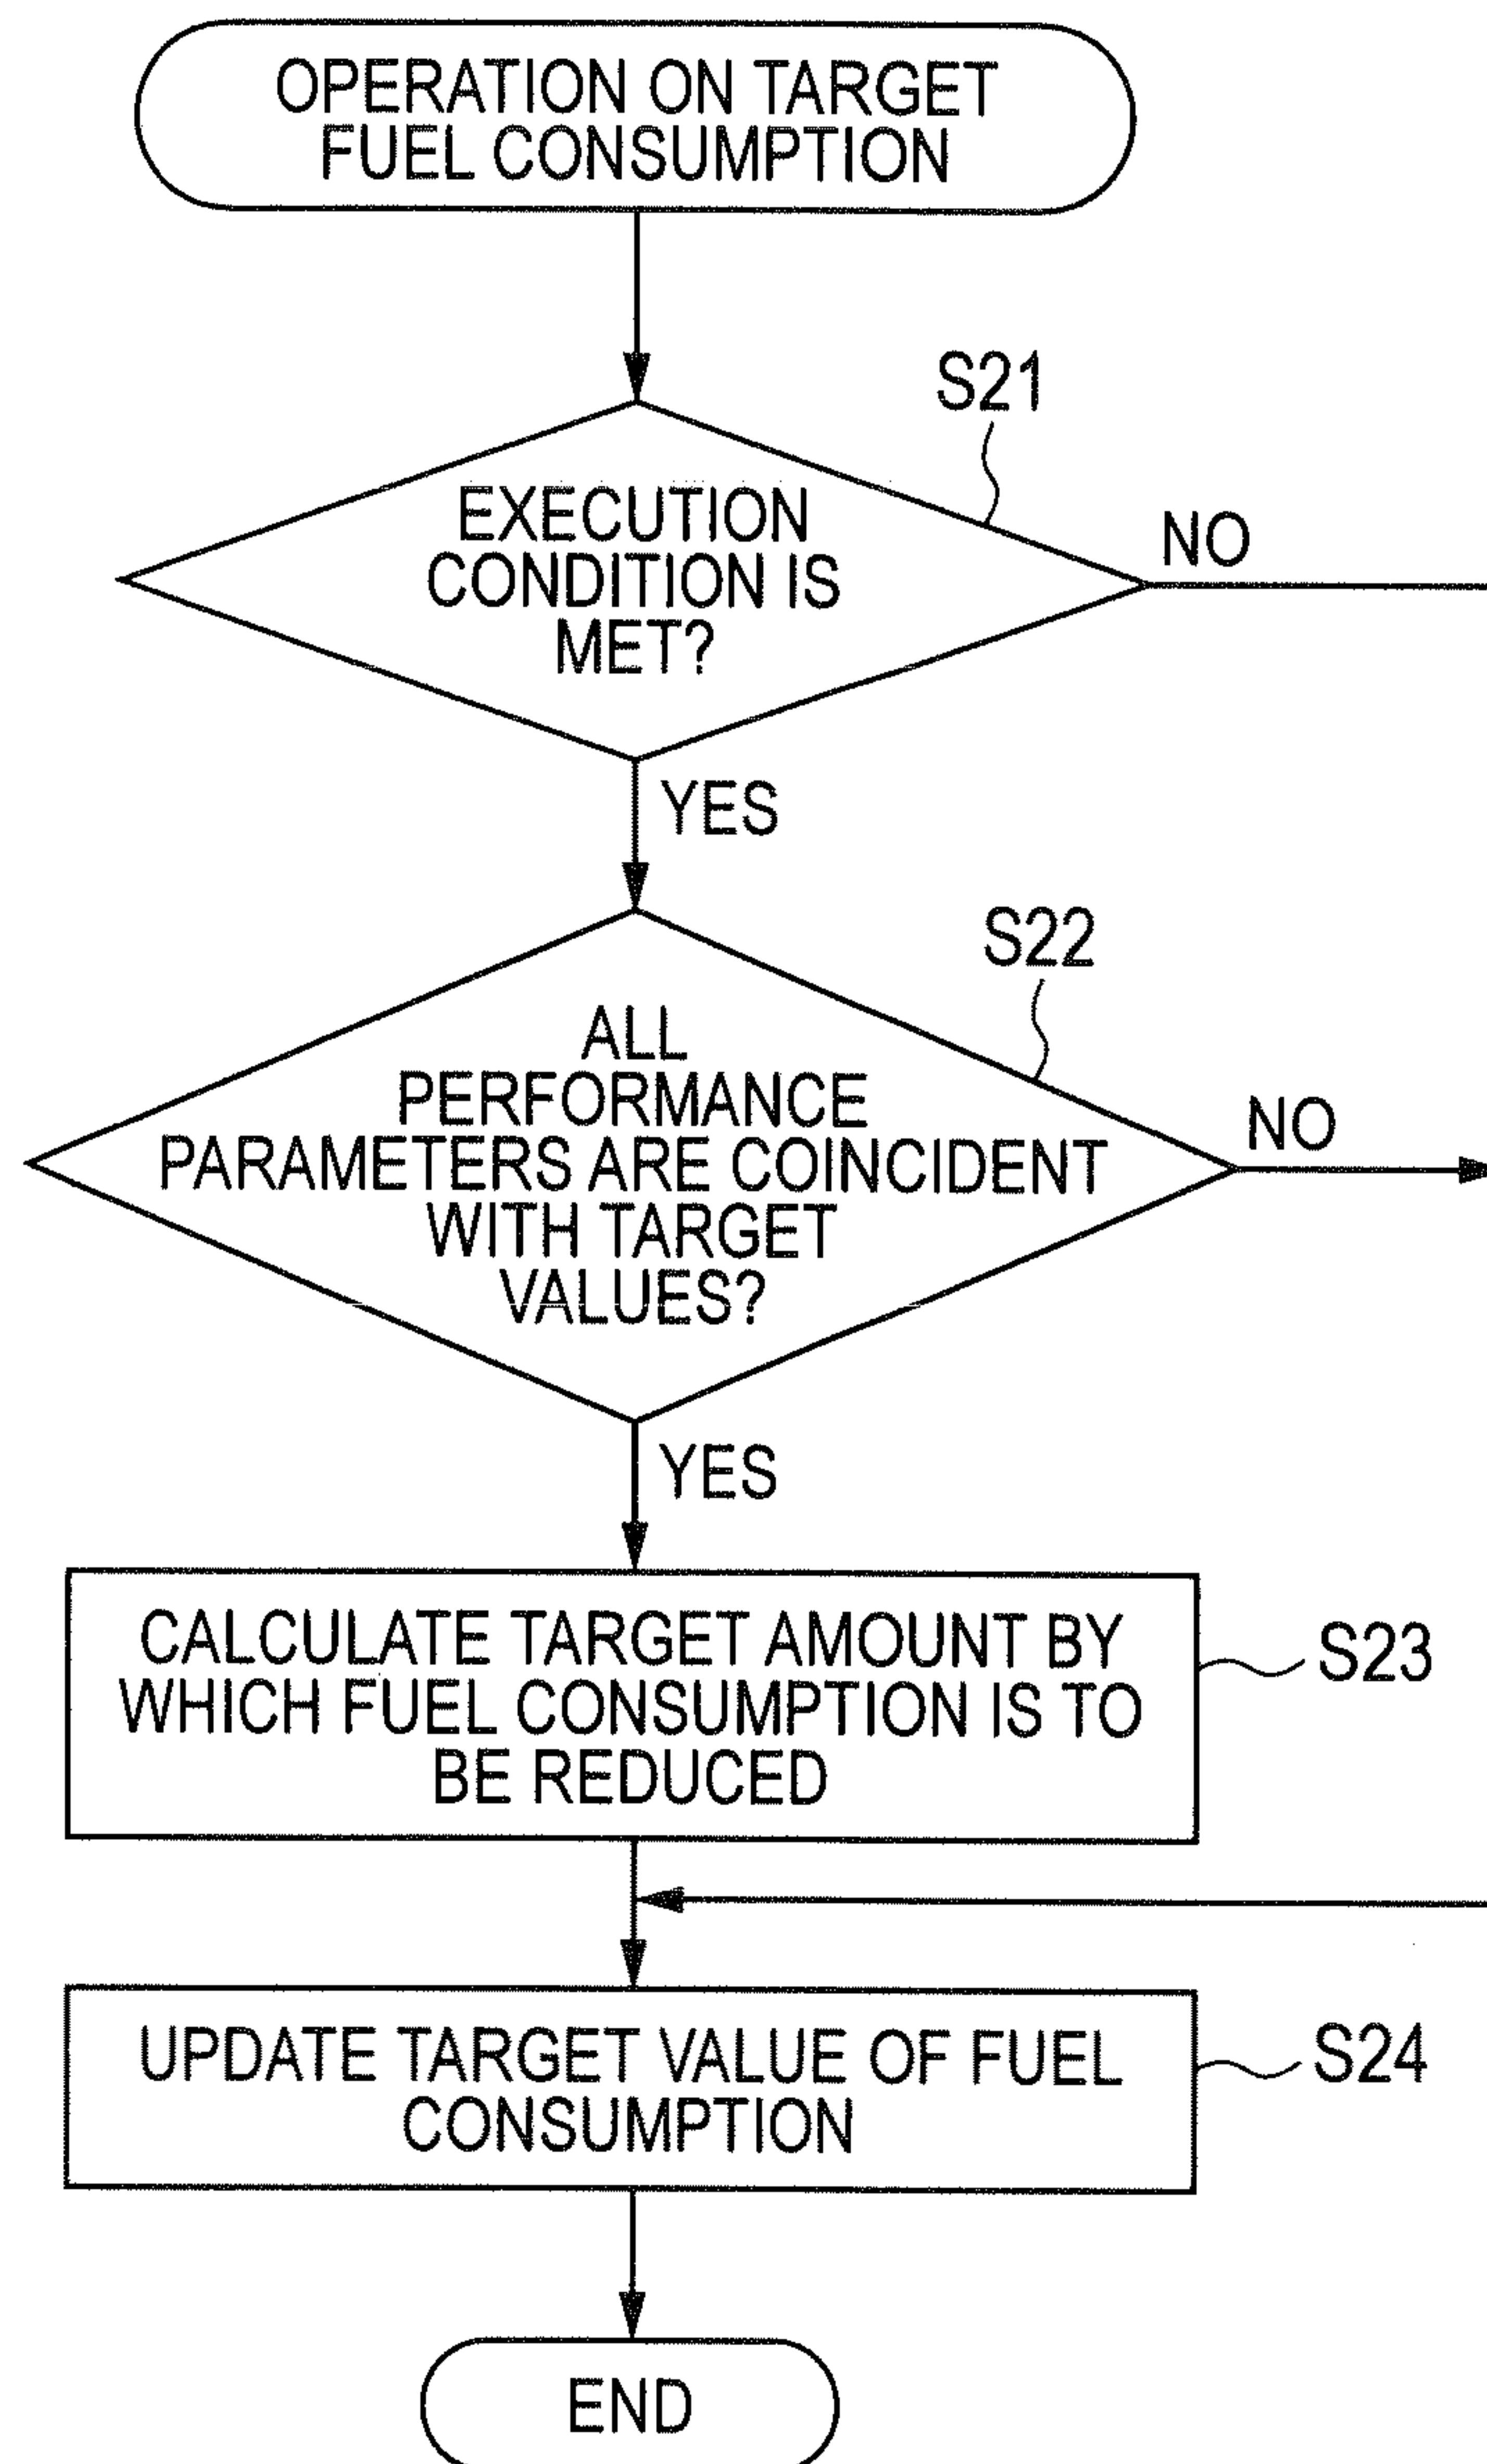 OPERATION ON TARGET
FUEL CONSUMPTION
S21
EXECUTION
CONDITION IS
MET?
NO
YES
S22
ALL
PERFORMANCE
PARAMETERS ARE COINCIDENT
WITH TARGET
VALUES?
NO
YES
CALCULATE TARGET AMOUNT BY
WHICH FUEL CONSUMPTION IS TO
BE REDUCED
S23
UPDATE TARGET VALUE OF FUEL
CONSUMPTION
S24
END